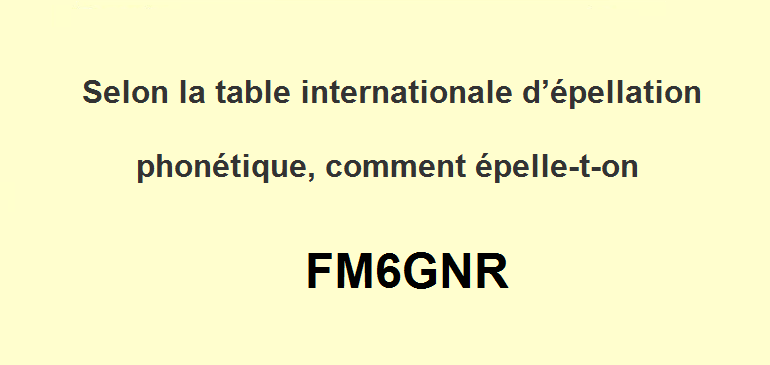 Selon la table internationale d’épellation
phonétique, comment épelle-t-on
FM6GNR